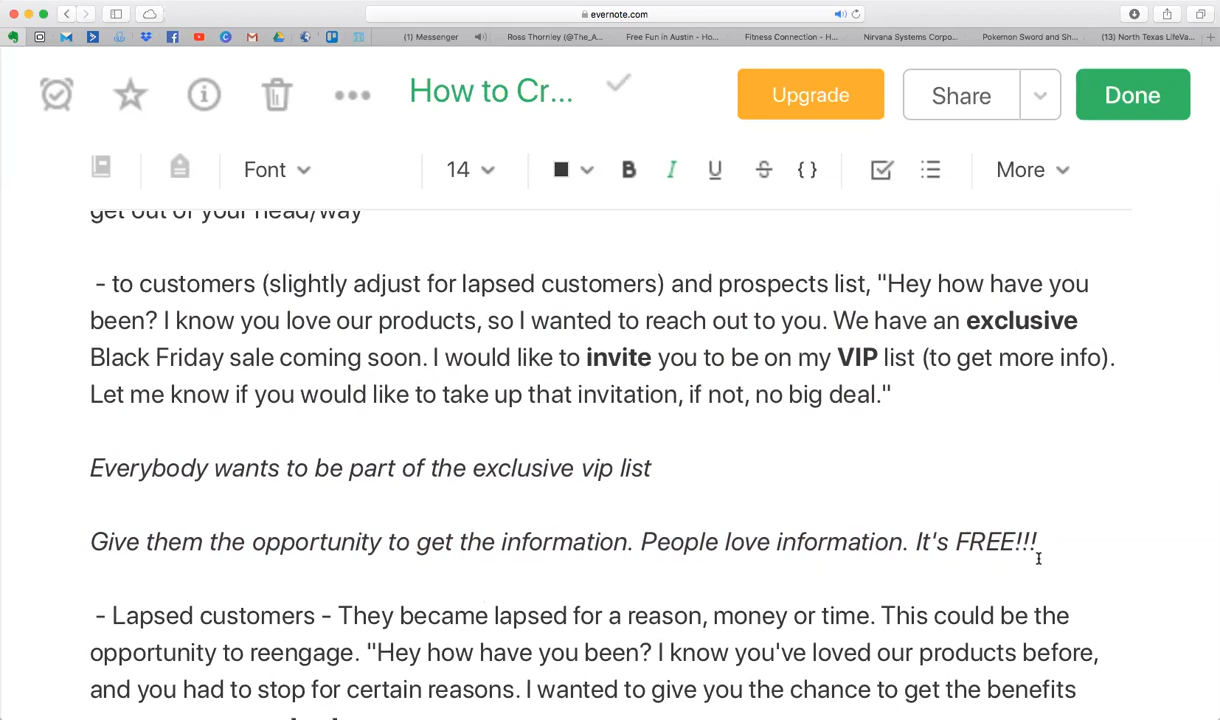 evernote.com
(1) Messenger
Ross Thornley (@The_A...
Free Fun in Austin - Ho...
Fitness Connection - H...
Nirvana Systems Corpo...
Pokemon Sword and Sh...
(13) North Texas LifeVa...
How to Cr...
Upgrade
Share
Done
Font
14
B
I
U
S
{ }
More
get out of your head/way
- to customers (slightly adjust for lapsed customers) and prospects list, "Hey how have you
been? I know you love our products, so I wanted to reach out to you. We have an exclusive
Black Friday sale coming soon. I would like to invite you to be on my VIP list (to get more info).
Let me know if you would like to take up that invitation, if not, no big deal."
Everybody wants to be part of the exclusive vip list
Give them the opportunity to get the information. People love information. It's FREE!!!
- Lapsed customers - They became lapsed for a reason, money or time. This could be the
opportunity to reengage. "Hey how have you been? I know you've loved our products before,
and you had to stop for certain reasons. I wanted to give you the chance to get the benefits